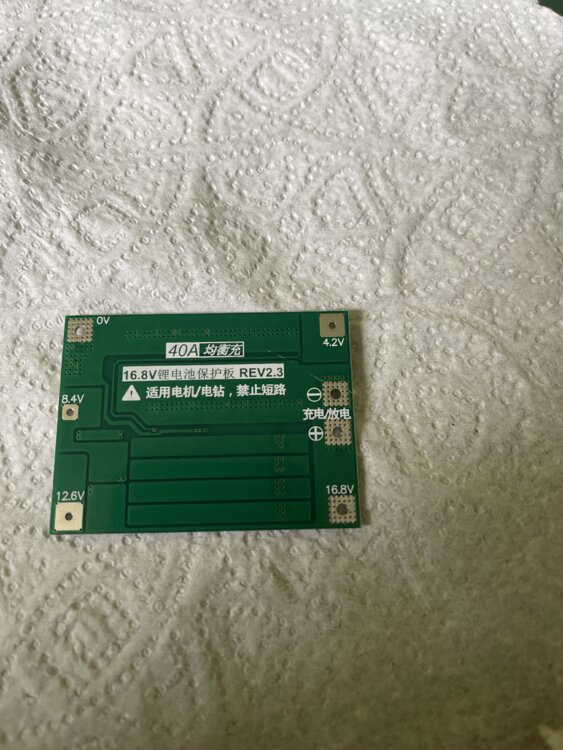 0V
4.2V
40A 均衡充
16.8V锂电池保护板 REV2.3
适用电机/电钻，禁止短路
8.4V
充电/放电
12.6V
16.8V